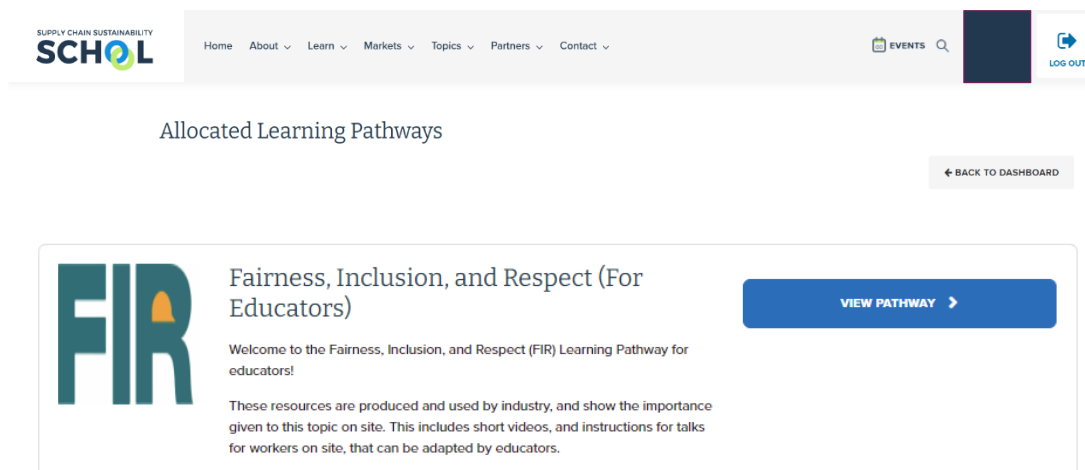 SUPPLY CHAIN SUSTAINABILITY
SCHOOL
Home About Learn Markets Topics Partners Contact
EVENTS
LOG OUT
Allocated Learning Pathways
BACK TO DASHBOARD
FIR
Fairness, Inclusion, and Respect (For
Educators)
VIEW PATHWAY
Welcome to the Fairness, Inclusion, and Respect (FIR) Learning Pathway for
educators!
These resources are produced and used by industry, and show the importance
given to this topic on site. This includes short videos, and instructions for talks
for workers on site, that can be adapted by educators.